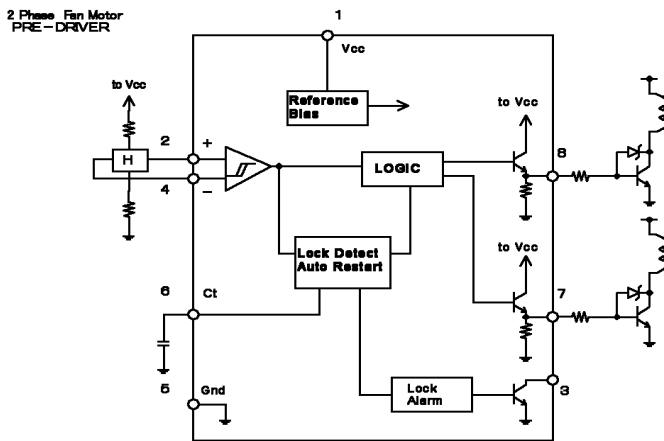 2 Phase Fan Motor
PRE-DRIVER
1
Vcc
to Vcc
Reference
Bias
to Vcc
2
+
H
4
−
LOGIC
8
Lock Detect
Auto Restart
to Vcc
6
Ct
7
5
Gnd
Lock
Alarm
3